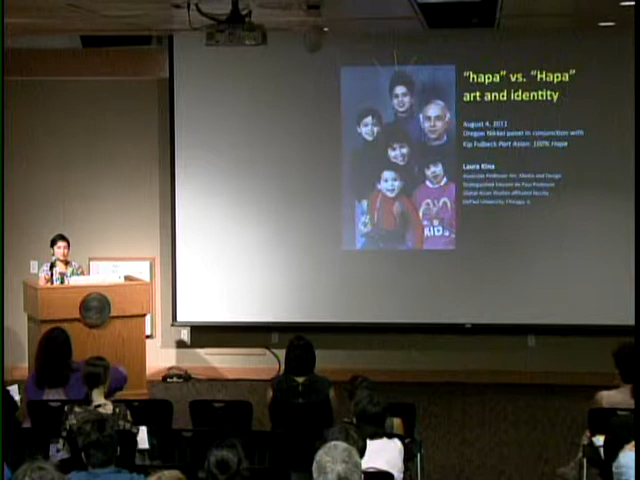 "hapa" vs. "Hapa"
art and identity
August 4, 2011
Oregon Nikkei panel in conjunction with
Kip Fulbeck Part Asian: 100% Hapa
Laura Kina
Associate Professor Art, Media and Design
Distinguished Vincent de Paul Professor
Global Asian Studies affiliated faculty
DePaul University, Chicago, IL
KIDS